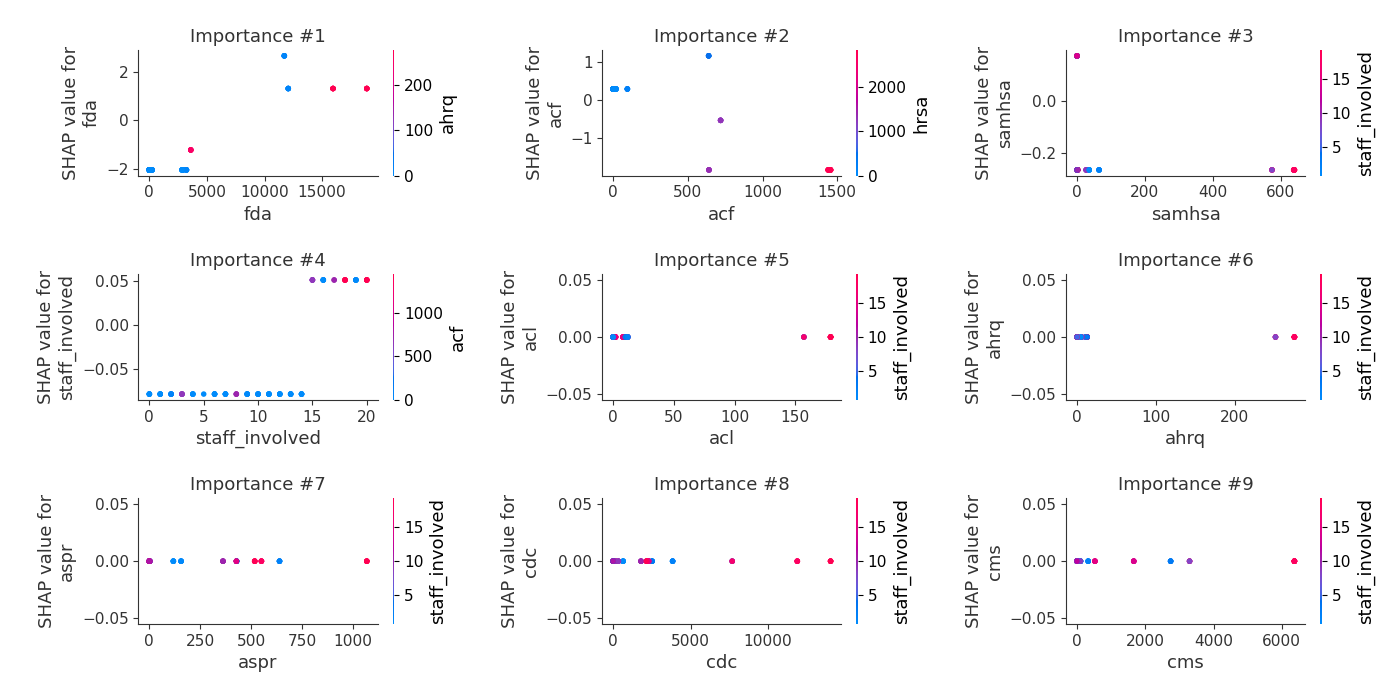 Importance #1
SHAP value for
fda
2
0
−2
0
5000
10000
15000
fda
200
100
0
ahrq
Importance #2
SHAP value for
acf
1
0
−1
0
500
1000
1500
acf
2000
1000
0
hrsa
Importance #3
SHAP value for
samhsa
0.0
−0.2
0
200
400
600
samhsa
15
10
5
staff_involved
Importance #4
SHAP value for
staff_involved
0.05
0.00
−0.05
0
5
10
15
20
staff_involved
1000
500
0
acf
Importance #5
SHAP value for
acl
0.05
0.00
−0.05
0
50
100
150
acl
15
10
5
staff_involved
Importance #6
SHAP value for
ahrq
0.05
0.00
−0.05
0
100
200
ahrq
15
10
5
staff_involved
Importance #7
SHAP value for
aspr
0.05
0.00
−0.05
0
250
500
750
1000
aspr
15
10
5
staff_involved
Importance #8
SHAP value for
cdc
0.05
0.00
−0.05
0
5000
10000
cdc
15
10
5
staff_involved
Importance #9
SHAP value for
cms
0.05
0.00
−0.05
0
2000
4000
6000
cms
15
10
5
staff_involved